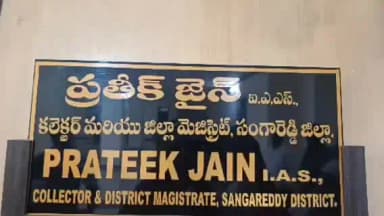 ప్రతీక్ జైన్ ఐ.ఎ.ఎస్.,
కలెక్టర్ మరియు జిల్లా మెజిస్ట్రేట్, సంగారెడ్డి జిల్లా.
PRATEEK JAIN I.A.S.,
COLLECTOR & DISTRICT MAGISTRATE, SANGAREDDY DISTRICT.